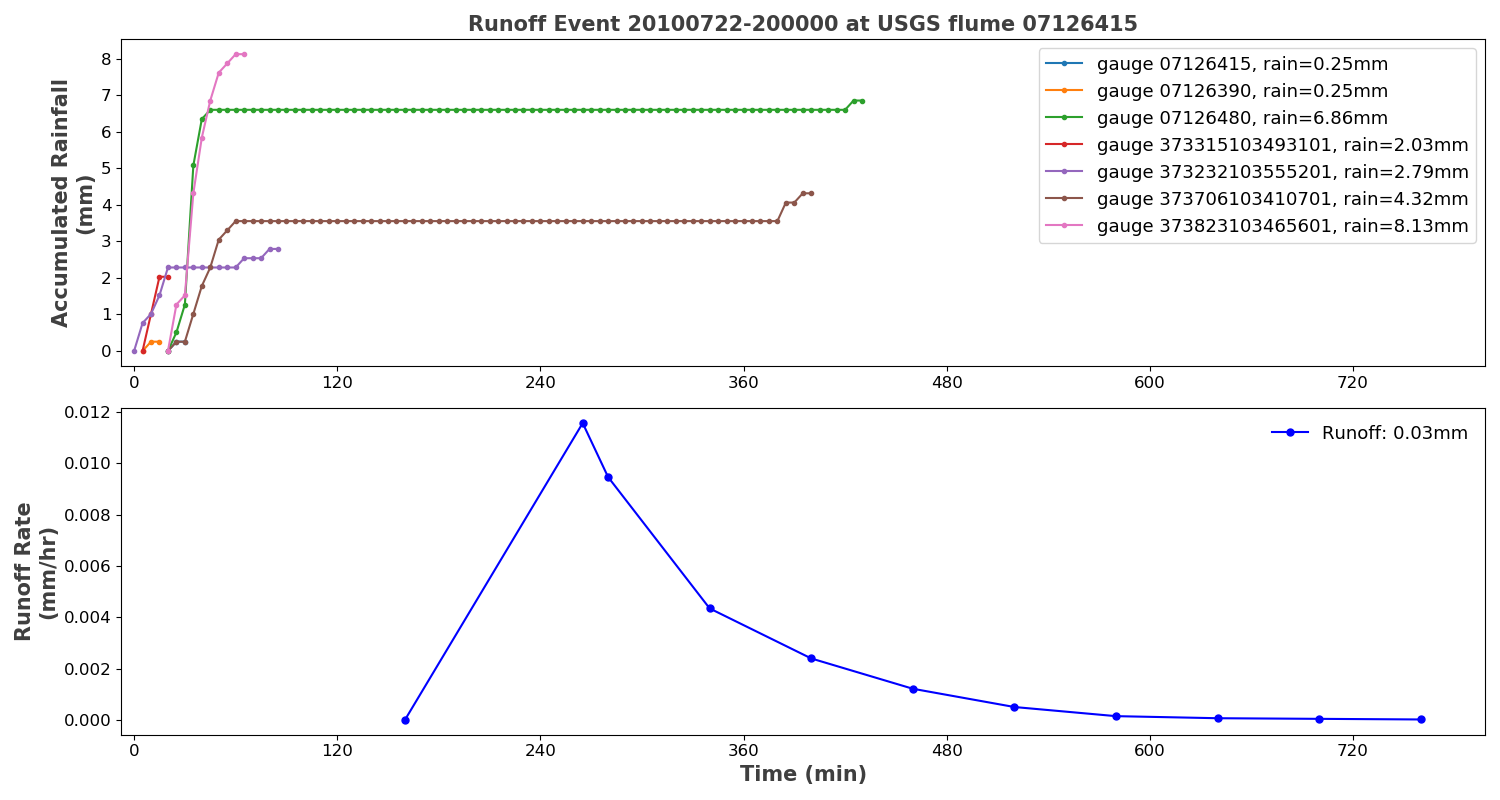 Runoff Event 20100722-200000 at USGS flume 07126415
Accumulated Rainfall
(mm)
8
7
6
5
4
3
2
1
0
gauge 07126415, rain=0.25mm
gauge 07126390, rain=0.25mm
gauge 07126480, rain=6.86mm
gauge 373315103493101, rain=2.03mm
gauge 373232103555201, rain=2.79mm
gauge 373706103410701, rain=4.32mm
gauge 373823103465601, rain=8.13mm
0 120 240 360 480 600 720
Runoff Rate
(mm/hr)
0.012
0.010
0.008
0.006
0.004
0.002
0.000
Runoff: 0.03mm
0 120 240 360 480 600 720
Time (min)